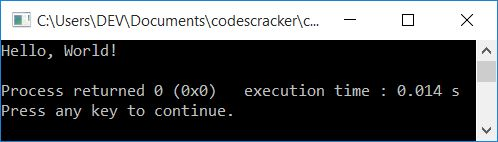 C:\Users\DEV\Documents\codescracker\c...
Hello, World!
Process returned 0 (0x0)   execution time : 0.014 s
Press any key to continue.